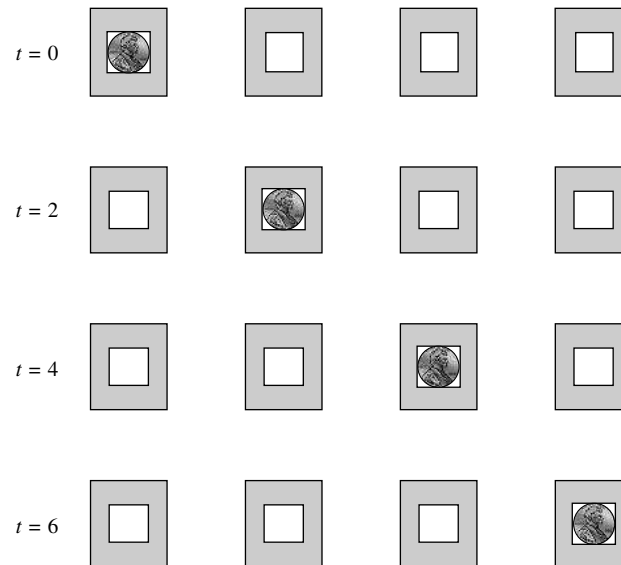 t = 0
t = 2
t = 4
t = 6